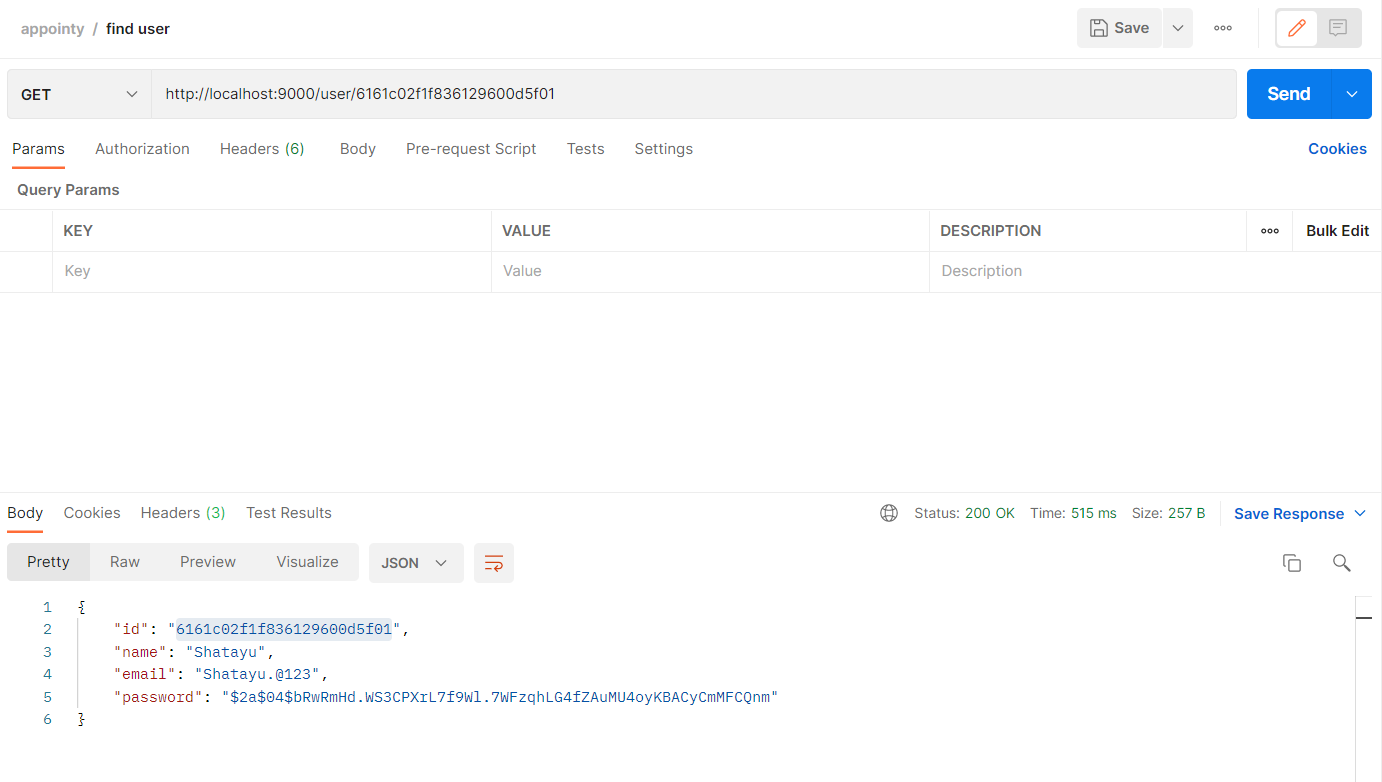 appointy / find user
Save
GET http://localhost:9000/user/6161c02f1f836129600d5f01 Send
Params Authorization Headers (6) Body Pre-request Script Tests Settings Cookies
Query Params
KEY VALUE DESCRIPTION Bulk Edit
Key Value Description
Body Cookies Headers (3) Test Results Status: 200 OK Time: 515 ms Size: 257 B Save Response
Pretty Raw Preview Visualize JSON
1 {
2 "id": "6161c02f1f836129600d5f01",
3 "name": "Shatayu",
4 "email": "Shatayu.@123",
5 "password": "$2a$04$bRwRmHd.WS3CPXrL7f9Wl.7WFzqhLG4fZAuMU4oyKBACyCmMFCQnm"
6 }